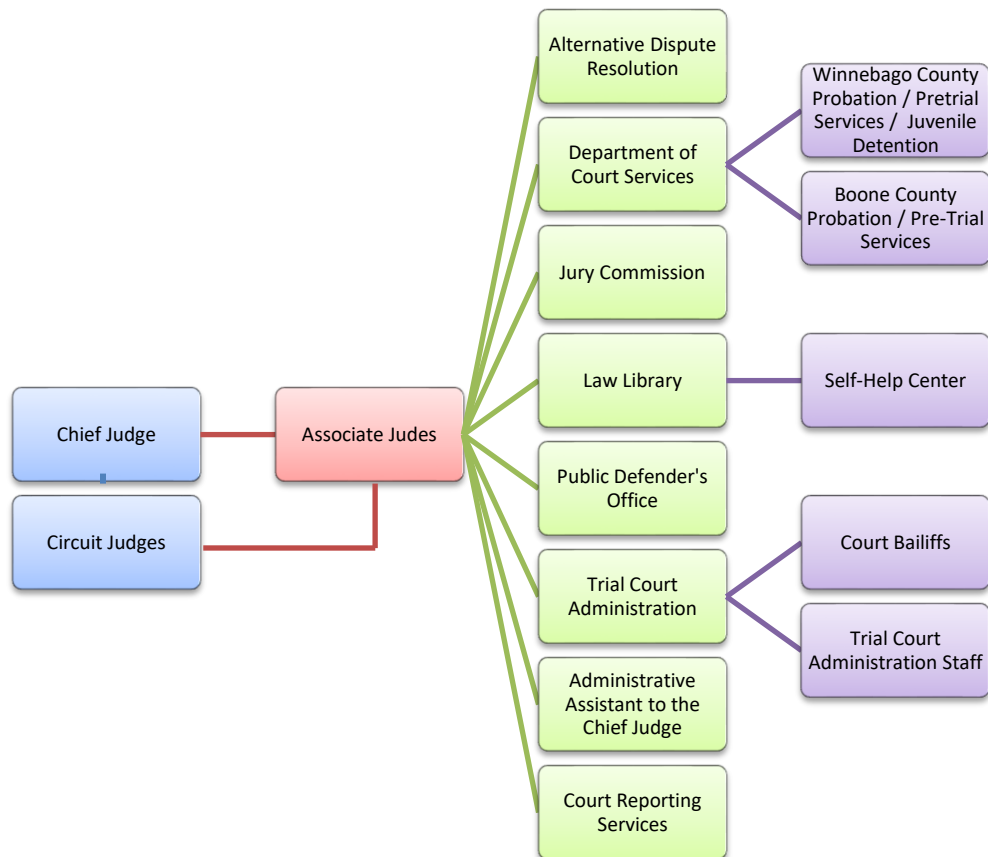 Chief Judge
Circuit Judges
Associate Judes
Alternative Dispute
Resolution
Department of
Court Services
Jury Commission
Law Library
Public Defender's
Office
Trial Court
Administration
Administrative
Assistant to the
Chief Judge
Court Reporting
Services
Winnebago County
Probation / Pretrial
Services / Juvenile
Detention
Boone County
Probation / Pre-Trial
Services
Self-Help Center
Court Bailiffs
Trial Court
Administration Staff